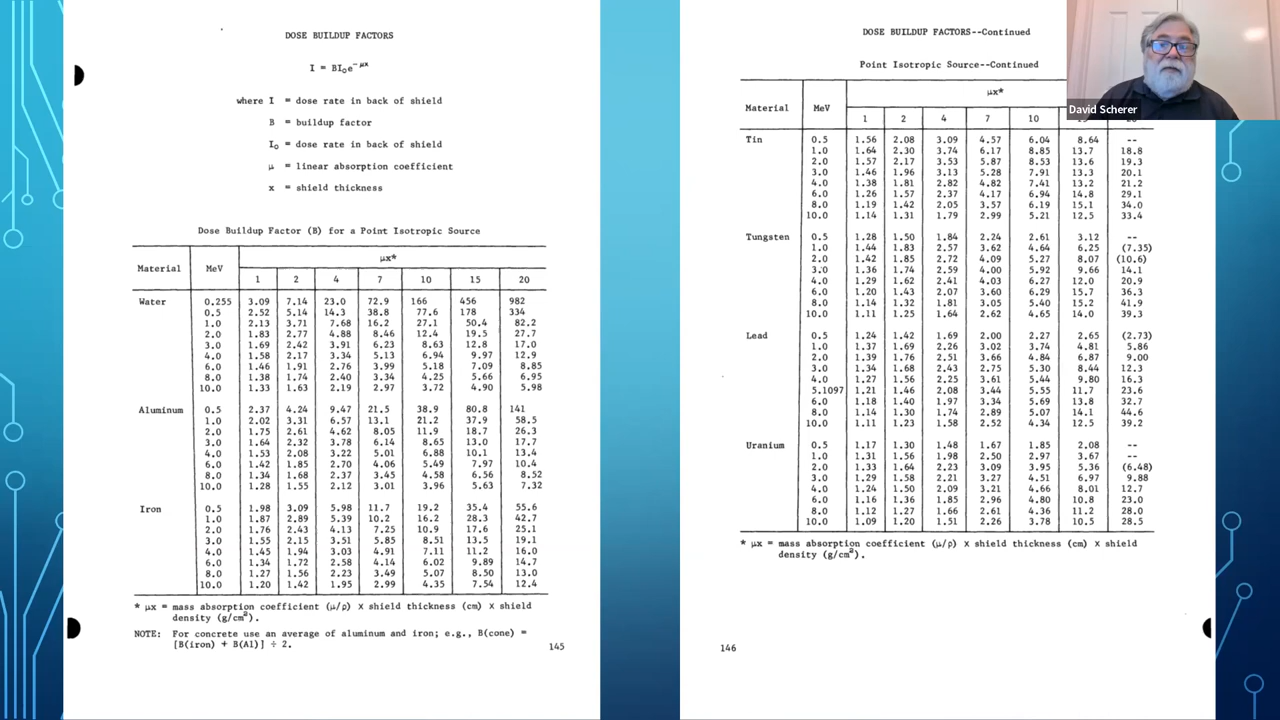 DOSE BUILDUP FACTORS
I = BI₀e⁻μx
where I = dose rate in back of shield
B = buildup factor
I₀ = dose rate in back of shield
μ = linear absorption coefficient
x = shield thickness
Dose Buildup Factor (B) for a Point Isotropic Source
μx*
Material MeV 1 2 4 7 10 15 20
Water 0.255 3.09 7.14 23.0 72.9 166 456 982
0.5 2.52 5.14 14.3 38.8 77.6 178 334
1.0 2.13 3.71 7.68 16.2 27.1 50.4 82.2
2.0 1.83 2.77 4.88 8.46 12.4 19.5 27.7
3.0 1.69 2.42 3.91 6.23 8.63 12.8 17.0
4.0 1.58 2.17 3.34 5.13 6.94 9.97 12.9
6.0 1.46 1.91 2.76 3.99 5.18 7.09 8.85
8.0 1.38 1.74 2.40 3.34 4.25 5.66 6.95
10.0 1.33 1.63 2.19 2.97 3.72 4.90 5.98
Aluminum 0.5 2.37 4.24 9.47 21.5 38.9 80.8 141
1.0 2.02 3.31 6.57 13.1 21.2 37.9 58.5
2.0 1.75 2.61 4.62 8.05 11.9 18.7 26.3
3.0 1.64 2.32 3.78 6.14 8.65 13.0 17.7
4.0 1.53 2.08 3.22 5.01 6.88 10.1 13.4
6.0 1.42 1.85 2.70 4.06 5.49 7.97 10.4
8.0 1.34 1.68 2.37 3.45 4.58 6.56 8.52
10.0 1.28 1.55 2.12 3.01 3.96 5.63 7.32
Iron 0.5 1.98 3.09 5.98 11.7 19.2 35.4 55.6
1.0 1.87 2.89 5.39 10.2 16.2 28.3 42.7
2.0 1.76 2.43 4.13 7.25 10.9 17.6 25.1
3.0 1.55 2.15 3.51 5.85 8.51 13.5 19.1
4.0 1.45 1.94 3.03 4.91 7.11 11.2 16.0
6.0 1.34 1.72 2.58 4.14 6.02 9.89 14.7
8.0 1.27 1.56 2.23 3.49 5.07 8.50 13.0
10.0 1.20 1.42 1.95 2.99 4.35 7.54 12.4
* μx = mass absorption coefficient (μ/ρ) X shield thickness (cm) X shield
density (g/cm²).
NOTE: For concrete use an average of aluminum and iron; e.g., B(conc) =
[B(iron) + B(Al)] ÷ 2.
145
DOSE BUILDUP FACTORS--Continued
Point Isotropic Source--Continued
μx*
Material MeV 1 2 4 7 10
Tin 0.5 1.56 2.08 3.09 4.57 6.04 8.64 --
1.0 1.64 2.30 3.74 6.17 8.85 13.7 18.8
2.0 1.57 2.17 3.53 5.87 8.53 13.6 19.3
3.0 1.46 1.96 3.13 5.28 7.91 13.3 20.1
4.0 1.38 1.81 2.82 4.82 7.41 13.2 21.2
6.0 1.26 1.57 2.37 4.17 6.94 14.8 29.1
8.0 1.19 1.42 2.05 3.57 6.19 15.1 34.0
10.0 1.14 1.31 1.79 2.99 5.21 12.5 33.4
Tungsten 0.5 1.28 1.50 1.84 2.24 2.61 3.12 --
1.0 1.44 1.83 2.57 3.62 4.64 6.25 (7.35)
2.0 1.42 1.85 2.72 4.09 5.27 8.07 (10.6)
3.0 1.36 1.74 2.59 4.00 5.92 9.66 14.1
4.0 1.29 1.62 2.41 4.03 6.27 12.0 20.9
6.0 1.20 1.43 2.07 3.60 6.29 15.7 36.3
8.0 1.14 1.32 1.81 3.05 5.40 15.2 41.9
10.0 1.11 1.25 1.64 2.62 4.65 14.0 39.3
Lead 0.5 1.24 1.42 1.69 2.00 2.27 2.65 (2.73)
1.0 1.37 1.69 2.26 3.02 3.74 4.81 5.86
2.0 1.39 1.76 2.51 3.66 4.84 6.87 9.00
3.0 1.34 1.68 2.43 2.75 5.30 8.44 12.3
4.0 1.27 1.56 2.25 3.61 5.44 9.80 16.3
5.1097 1.21 1.46 2.08 3.44 5.55 11.7 23.6
6.0 1.18 1.40 1.97 3.34 5.69 13.8 32.7
8.0 1.14 1.30 1.74 2.89 5.07 14.1 44.6
10.0 1.11 1.23 1.58 2.52 4.34 12.5 39.2
Uranium 0.5 1.17 1.30 1.48 1.67 1.85 2.08 --
1.0 1.31 1.56 1.98 2.50 2.97 3.67 --
2.0 1.33 1.64 2.23 3.09 3.95 5.36 (6.48)
3.0 1.29 1.58 2.21 3.27 4.51 6.97 9.88
4.0 1.24 1.50 2.09 3.21 4.66 8.01 12.7
6.0 1.16 1.36 1.85 2.96 4.80 10.8 23.0
8.0 1.12 1.27 1.66 2.61 4.36 11.2 28.0
10.0 1.09 1.20 1.51 2.26 3.78 10.5 28.5
* μx = mass absorption coefficient (μ/ρ) X shield thickness (cm) X shield
density (g/cm²).
146
David Scherer